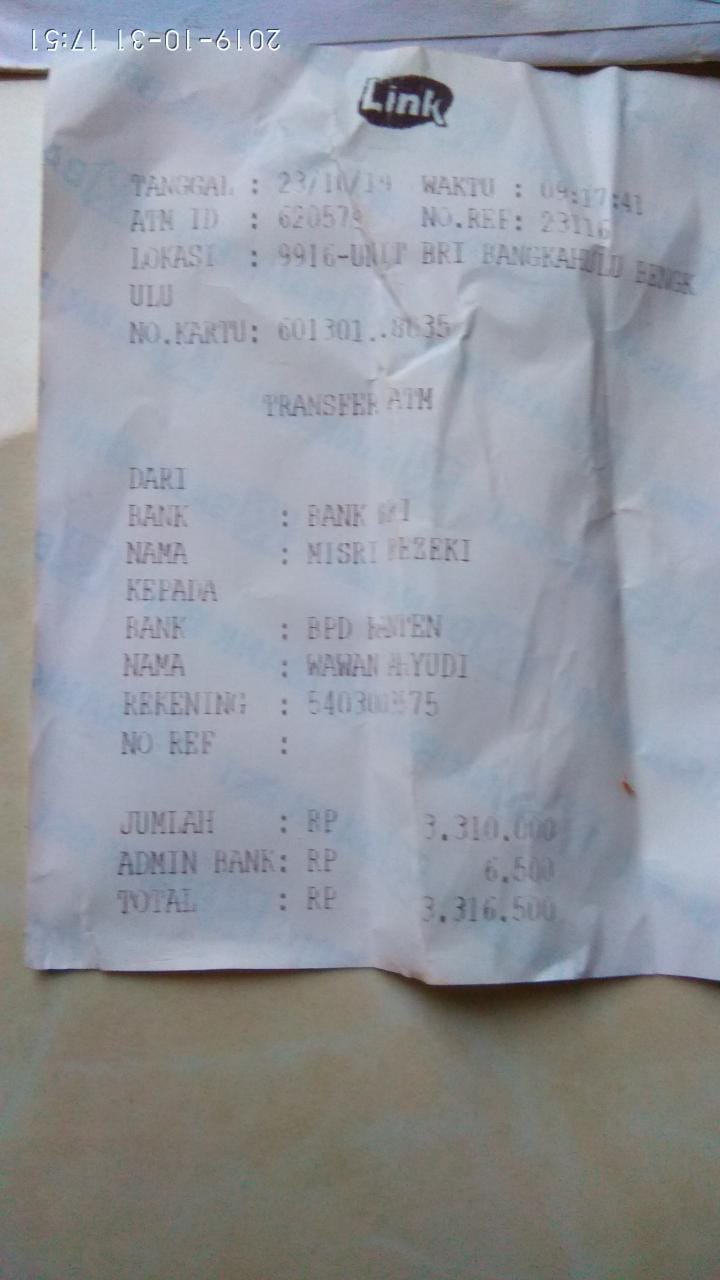 2019-10-31 17:51
Link
TANGGAL : 23/10/19 WAKTU : 09:17:41
ATM ID : 620579 NO.REF: 23116
LOKASI : 9916-UNIT BRI BANGKAHULU BENGK
ULU
NO.KARTU: 601301..8635
TRANSFER ATM
DARI
BANK : BANK BRI
NAMA : MISRI REZEKI
KEPADA
BANK : BPD BANTEN
NAMA : WAWAN
REKENING :
NO REF :
JUMLAH : RP 3.310.000
ADMIN BANK: RP 6.500
TOTAL : RP 3.316.500